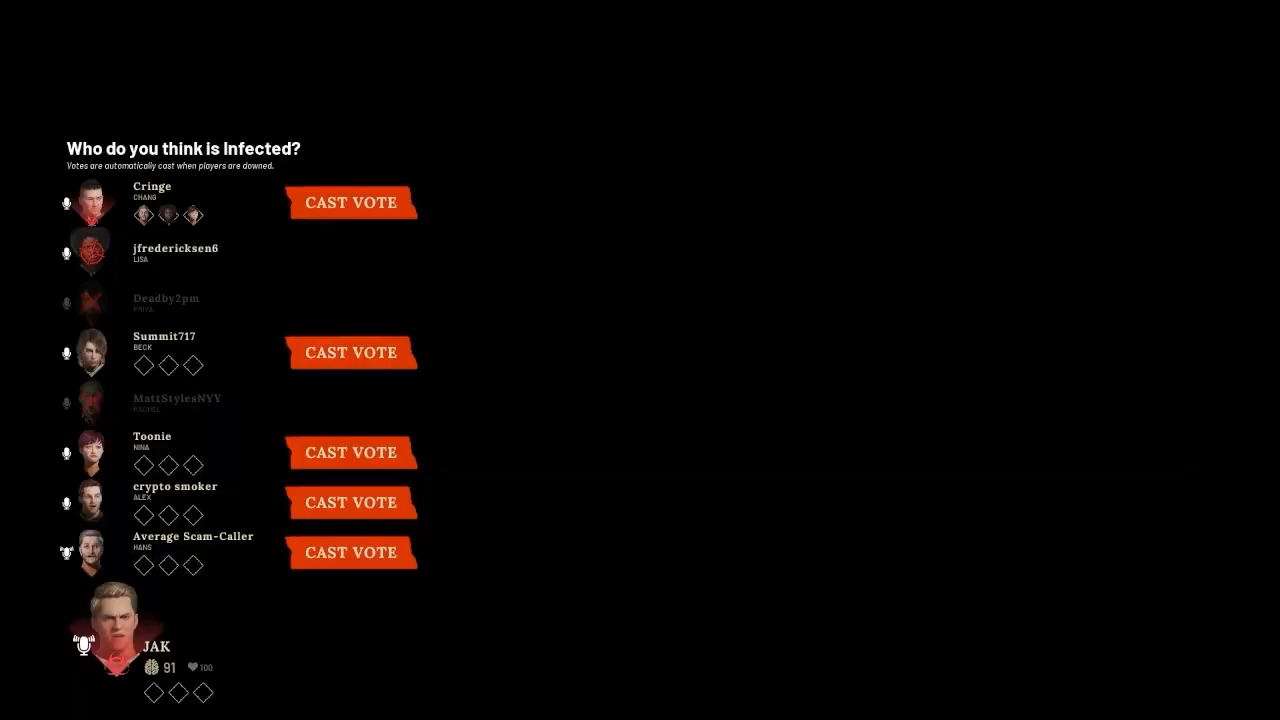 Who do you think is Infected?
Votes are automatically cast when players are downed.
Cringe
CHANG
CAST VOTE
jfredericksen6
LISA
Deadby2pm
PRIYA
Summit717
BECK
CAST VOTE
MattStylesNYY
RACHEL
Toonie
NINA
CAST VOTE
crypto smoker
ALEX
CAST VOTE
Average Scam-Caller
HANS
CAST VOTE
JAK
91 100